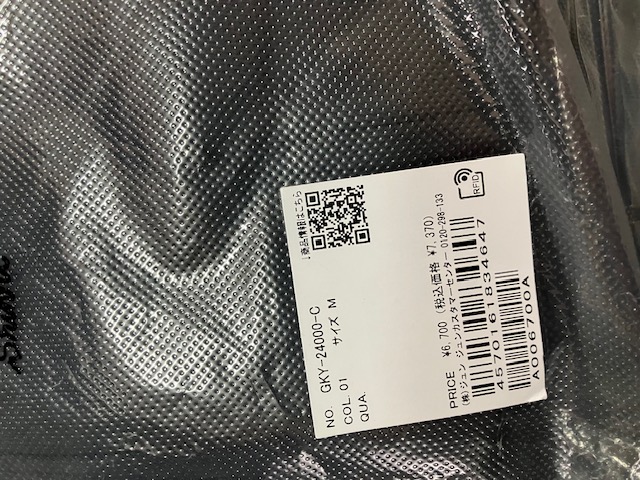 ↓商品情報はこちら
NO. GKY-24000-C
COL. 01 サイズ M
QUA.
PRICE ¥6,700 (税込価格 ¥7,370)
(株)ジュン ジュンカスタマーセンター 0120-298-133
4570161834647
A006700A
RFID